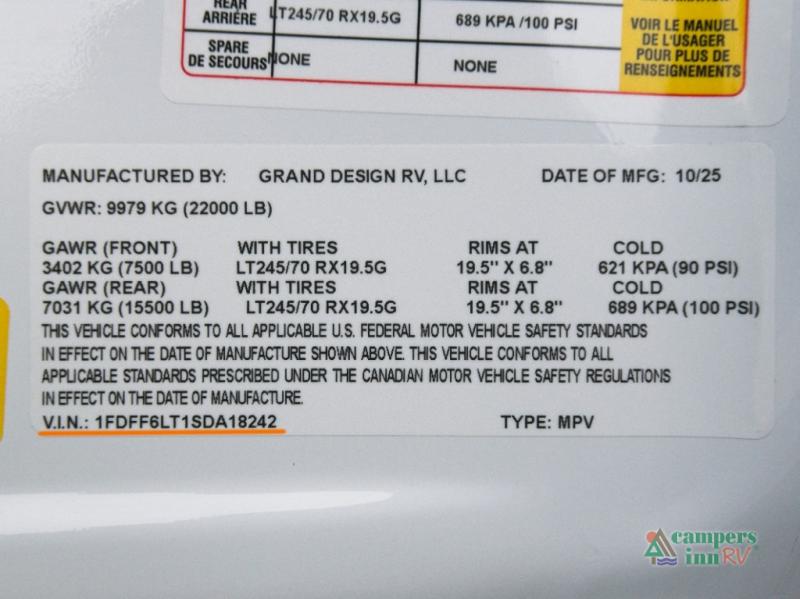 REAR
ARRIÈRE LT245/70 RX19.5G 689 KPA /100 PSI
SPARE
DE SECOURS NONE NONE
VOIR LE MANUEL
DE L'USAGER
POUR PLUS DE
RENSEIGNEMENTS
MANUFACTURED BY: GRAND DESIGN RV, LLC DATE OF MFG: 10/25
GVWR: 9979 KG (22000 LB)
GAWR (FRONT) WITH TIRES RIMS AT COLD
3402 KG (7500 LB) LT245/70 RX19.5G 19.5" X 6.8" 621 KPA (90 PSI)
GAWR (REAR) WITH TIRES RIMS AT COLD
7031 KG (15500 LB) LT245/70 RX19.5G 19.5" X 6.8" 689 KPA (100 PSI)
THIS VEHICLE CONFORMS TO ALL APPLICABLE U.S. FEDERAL MOTOR VEHICLE SAFETY STANDARDS
IN EFFECT ON THE DATE OF MANUFACTURE SHOWN ABOVE. THIS VEHICLE CONFORMS TO ALL
APPLICABLE STANDARDS PRESCRIBED UNDER THE CANADIAN MOTOR VEHICLE SAFETY REGULATIONS
IN EFFECT ON THE DATE OF MANUFACTURE.
V.I.N.: 1FDFF6LT1SDA18242 TYPE: MPV
campers
inn RV